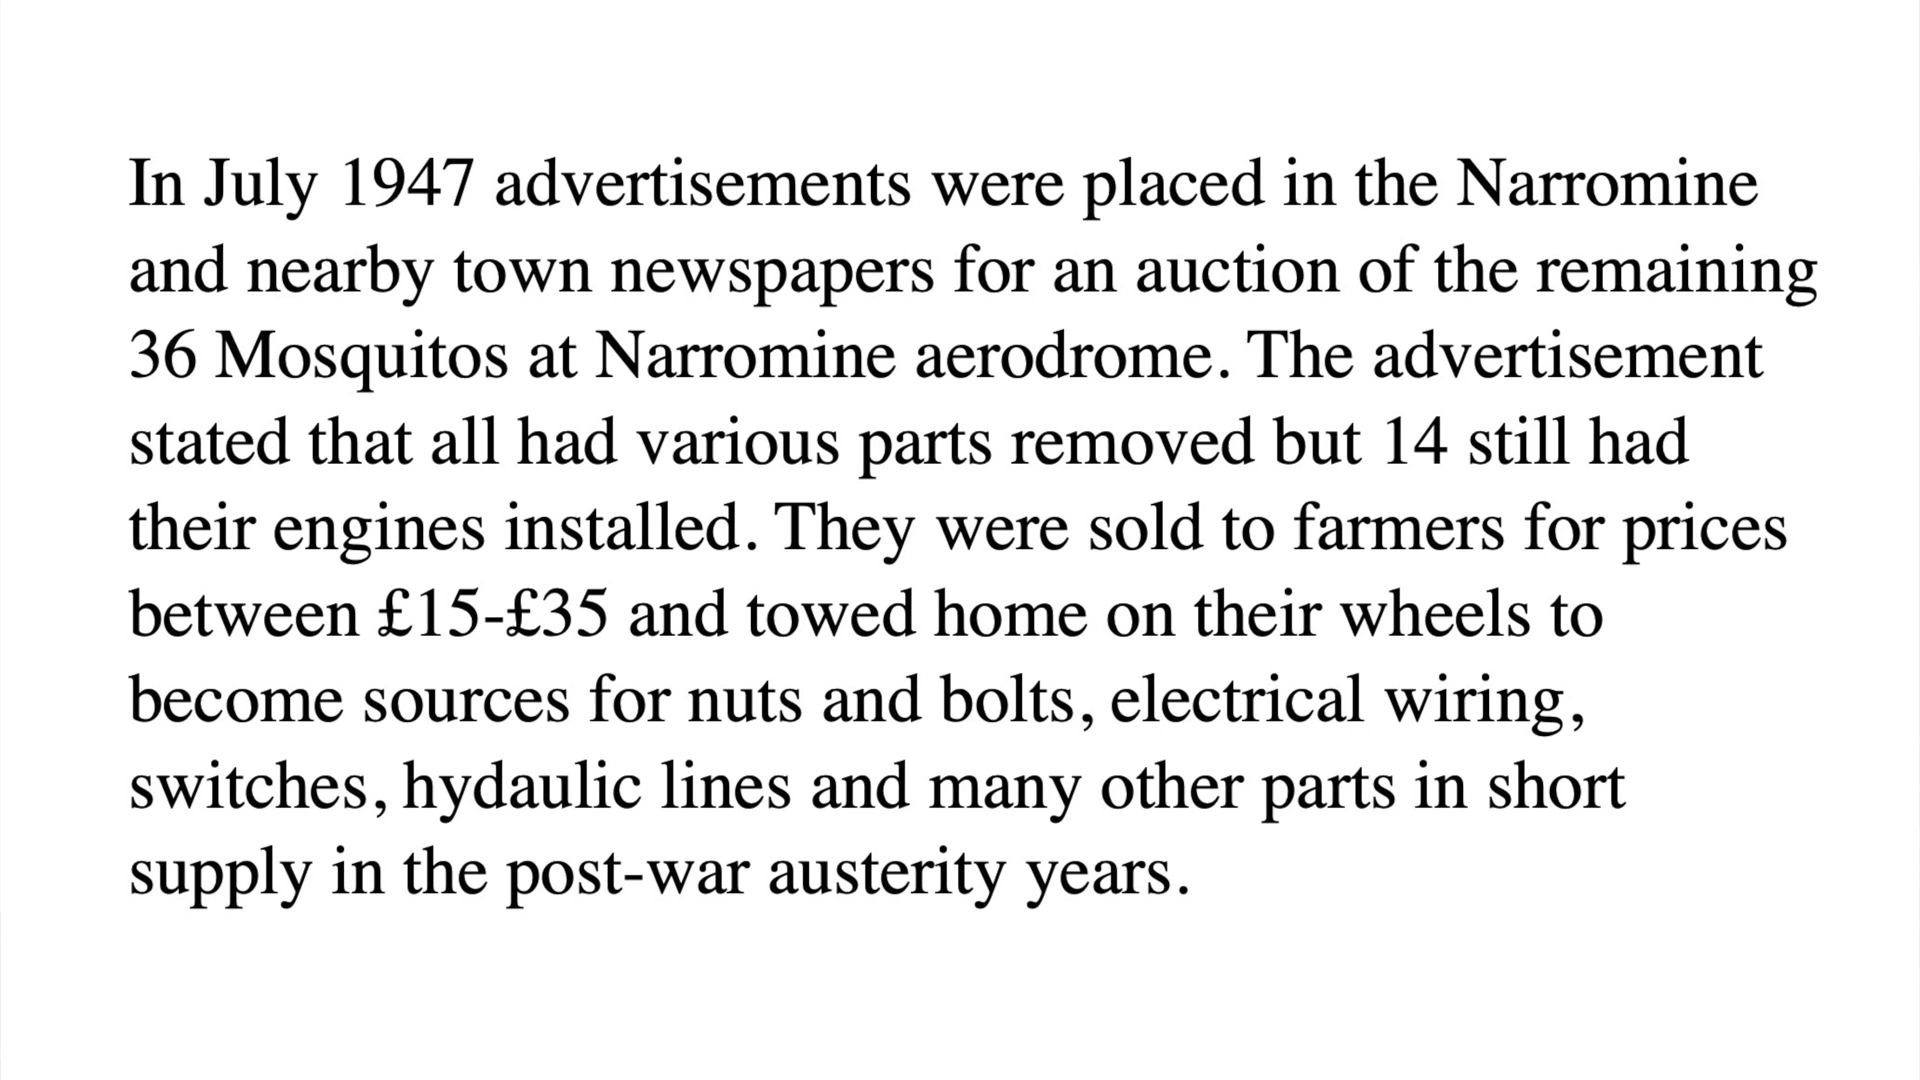 In July 1947 advertisements were placed in the Narromine
and nearby town newspapers for an auction of the remaining
36 Mosquitos at Narromine aerodrome. The advertisement
stated that all had various parts removed but 14 still had
their engines installed. They were sold to farmers for prices
between £15-£35 and towed home on their wheels to
become sources for nuts and bolts, electrical wiring,
switches, hydaulic lines and many other parts in short
supply in the post-war austerity years.